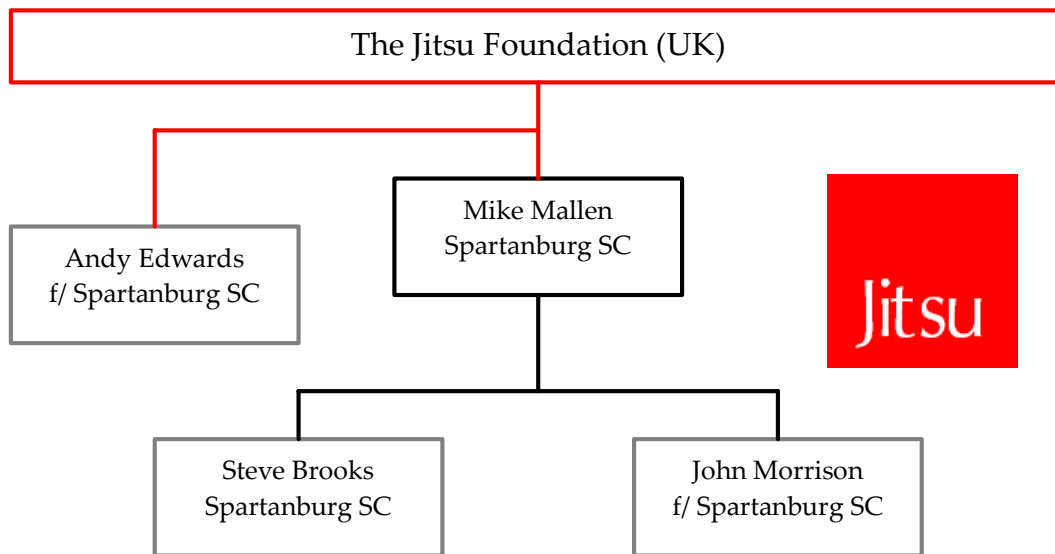 The Jitsu Foundation (UK)
Mike Mallen
Spartanburg SC
Andy Edwards
f/ Spartanburg SC
Jitsu
Steve Brooks
Spartanburg SC
John Morrison
f/ Spartanburg SC